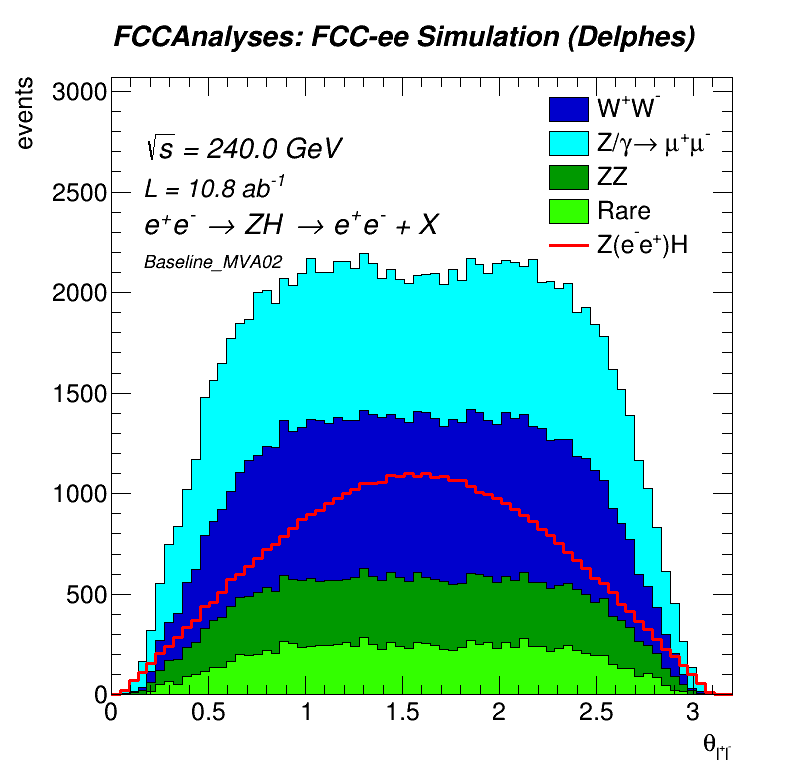 FCCAnalyses: FCC-ee Simulation (Delphes)
events
3000
2500
2000
1500
1000
500
0
√s = 240.0 GeV
L = 10.8 ab⁻¹
e⁺e⁻ → ZH → e⁺e⁻ + X
Baseline_MVA02
W⁺W⁻
Z/γ→ μ⁺μ⁻
ZZ
Rare
Z(e⁻e⁺)H
0 0.5 1 1.5 2 2.5 3
θ_l⁺l⁻